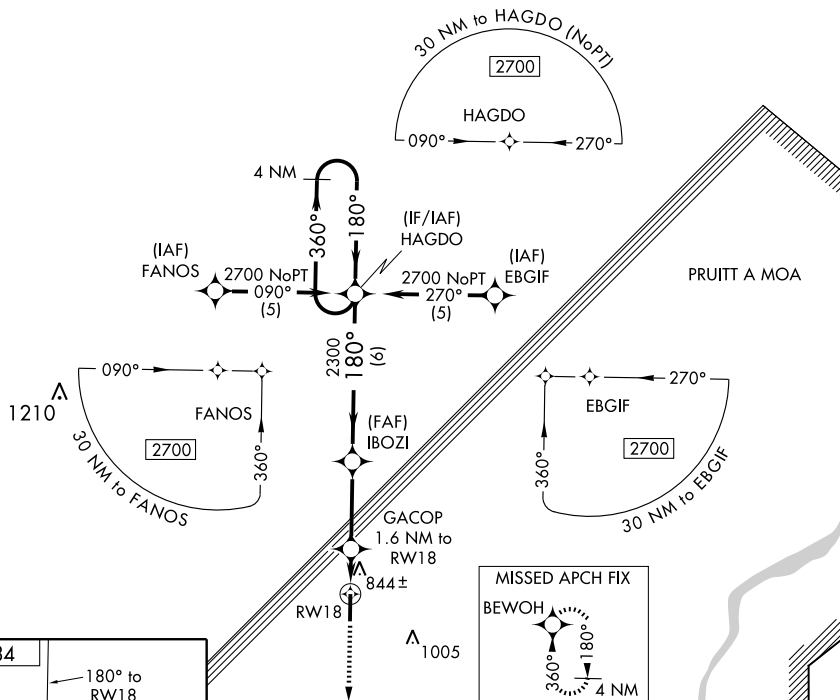 30 NM to HAGDO (NoPT)
2700
HAGDO
090°
270°
4 NM
360°
180°
(IF/IAF)
HAGDO
(IAF)
FANOS
2700 NoPT
090°
(5)
2700 NoPT
270°
(5)
(IAF)
EBGIF
PRUITT A MOA
2300
180°
(6)
090°
FANOS
2700
360°
30 NM to FANOS
1210
270°
EBGIF
2700
360°
30 NM to EBGIF
(FAF)
IBOZI
GACOP
1.6 NM to
RW18
844±
RW18
1005
MISSED APCH FIX
BEWOH
360°
180°
4 NM
34
180° to
RW18